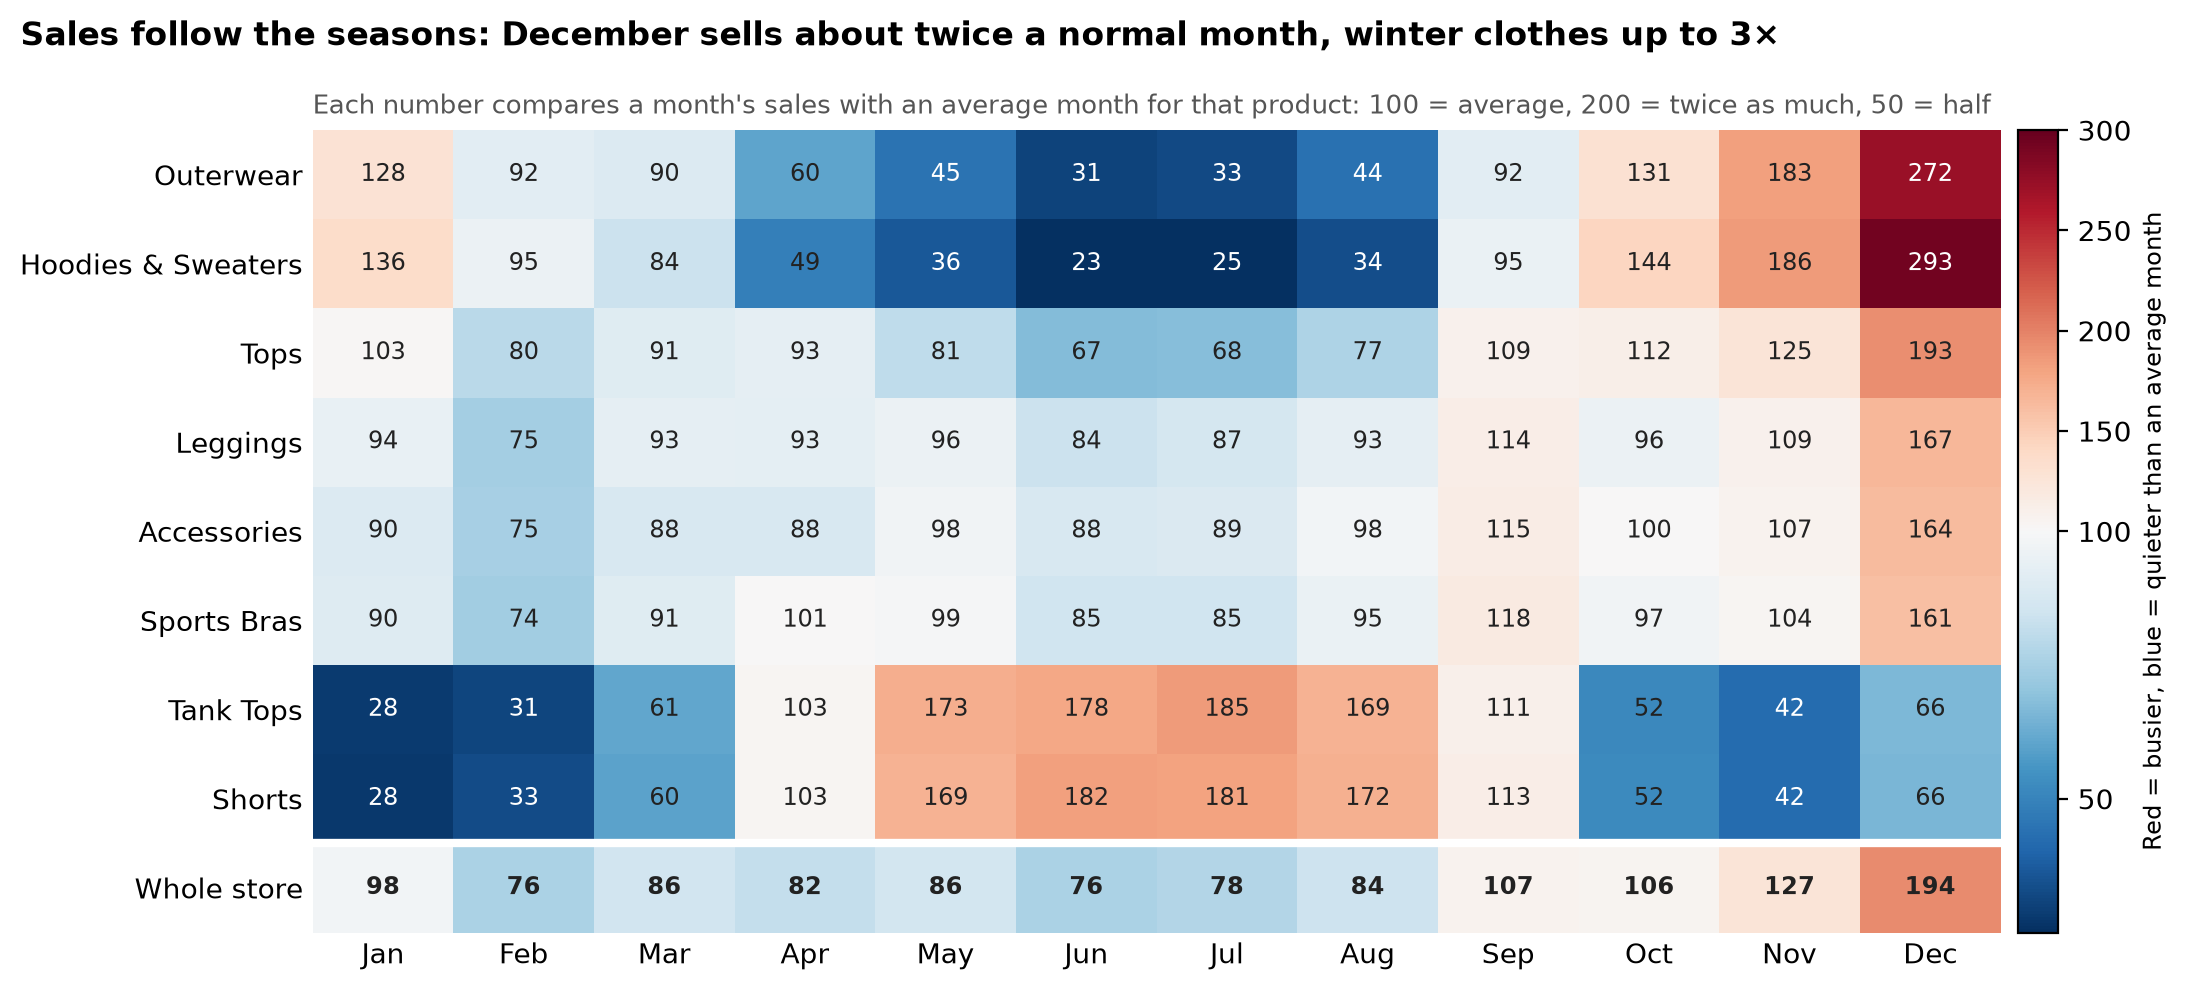 Sales follow the seasons: December sells about twice a normal month, winter clothes up to 3×
Each number compares a month's sales with an average month for that product: 100 = average, 200 = twice as much, 50 = half
Outerwear 128 92 90 60 45 31 33 44 92 131 183 272
Hoodies & Sweaters 136 95 84 49 36 23 25 34 95 144 186 293
Tops 103 80 91 93 81 67 68 77 109 112 125 193
Leggings 94 75 93 93 96 84 87 93 114 96 109 167
Accessories 90 75 88 88 98 88 89 98 115 100 107 164
Sports Bras 90 74 91 101 99 85 85 95 118 97 104 161
Tank Tops 28 31 61 103 173 178 185 169 111 52 42 66
Shorts 28 33 60 103 169 182 181 172 113 52 42 66
Whole store 98 76 86 82 86 76 78 84 107 106 127 194
Jan Feb Mar Apr May Jun Jul Aug Sep Oct Nov Dec
300
250
200
150
100
50
Red = busier, blue = quieter than an average month